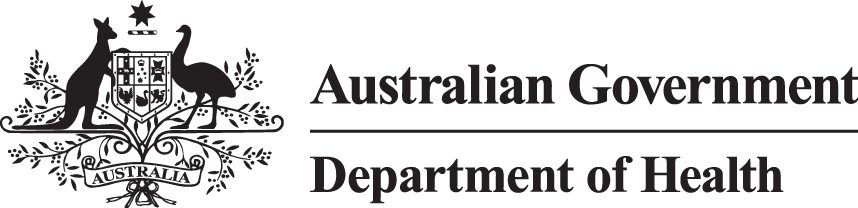 Australian Government
Department of Health
AUSTRALIA